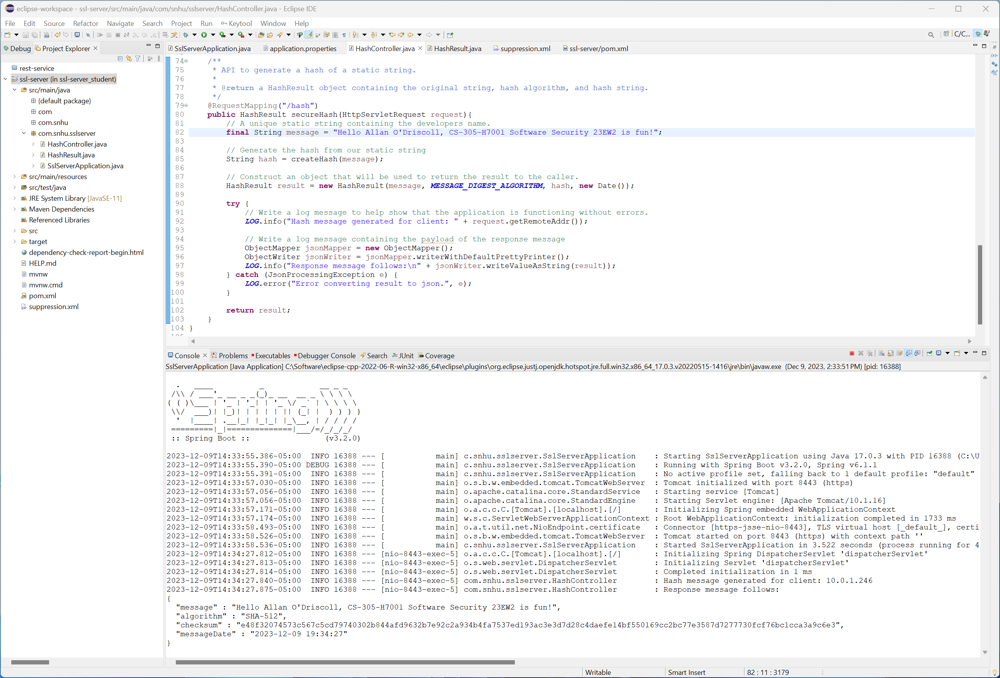 eclipse-workspace - ssl-server/src/main/java/com/snhu/sslserver/HashController.java - Eclipse IDE
File Edit Source Refactor Navigate Search Project Run Keytool Window Help
C/C...
Debug Project Explorer
rest-service
ssl-server (in ssl-server_student)
src/main/java
(default package)
com
com.snhu
com.snhu.sslserver
HashController.java
HashResult.java
SslServerApplication.java
src/main/resources
src/test/java
JRE System Library [JavaSE-11]
Maven Dependencies
Referenced Libraries
src
target
dependency-check-report-begin.html
HELP.md
mvnw
mvnw.cmd
pom.xml
suppression.xml
SslServerApplication.java application.properties HashController.java HashResult.java suppression.xml ssl-server/pom.xml
74 /**
75 * API to generate a hash of a static string.
76 *
77 * @return a HashResult object containing the original string, hash algorithm, and hash string.
78 */
79 @RequestMapping("/hash")
80 public HashResult secureHash(HttpServletRequest request){
81 // A unique static string containing the developers name.
82 final String message = "Hello Allan O'Driscoll, CS-305-H7001 Software Security 23EW2 is fun!";
83
84 // Generate the hash from our static string
85 String hash = createHash(message);
86
87 // Construct an object that will be used to return the result to the caller.
88 HashResult result = new HashResult(message, MESSAGE_DIGEST_ALGORITHM, hash, new Date());
89
90 try {
91 // Write a log message to help show that the application is functioning without errors.
92 LOG.info("Hash message generated for client: " + request.getRemoteAddr());
93
94 // Write a log message containing the payload of the response message
95 ObjectMapper jsonMapper = new ObjectMapper();
96 ObjectWriter jsonWriter = jsonMapper.writerWithDefaultPrettyPrinter();
97 LOG.info("Response message follows:\n" + jsonWriter.writeValueAsString(result));
98 } catch (JsonProcessingException e) {
99 LOG.error("Error converting result to json.", e);
100 }
101
102 return result;
103 }
104 }
Console Problems Executables Debugger Console Search JUnit Coverage
SslServerApplication [Java Application] C:\Software\eclipse-cpp-2022-06-R-win32-x86_64\eclipse\plugins\org.eclipse.justj.openjdk.hotspot.jre.full.win32.x86_64_17.0.3.v20220515-1416\jre\bin\javaw.exe (Dec 9, 2023, 2:33:51 PM) [pid: 16388]
:: Spring Boot :: (v3.2.0)
2023-12-09T14:33:55.386-05:00 INFO 16388 --- [ main] c.snhu.sslserver.SslServerApplication : Starting SslServerApplication using Java 17.0.3 with PID 16388 (C:\U
2023-12-09T14:33:55.390-05:00 DEBUG 16388 --- [ main] c.snhu.sslserver.SslServerApplication : Running with Spring Boot v3.2.0, Spring v6.1.1
2023-12-09T14:33:55.391-05:00 INFO 16388 --- [ main] c.snhu.sslserver.SslServerApplication : No active profile set, falling back to 1 default profile: "default"
2023-12-09T14:33:57.030-05:00 INFO 16388 --- [ main] o.s.b.w.embedded.tomcat.TomcatWebServer : Tomcat initialized with port 8443 (https)
2023-12-09T14:33:57.056-05:00 INFO 16388 --- [ main] o.apache.catalina.core.StandardService : Starting service [Tomcat]
2023-12-09T14:33:57.056-05:00 INFO 16388 --- [ main] o.apache.catalina.core.StandardEngine : Starting Servlet engine: [Apache Tomcat/10.1.16]
2023-12-09T14:33:57.171-05:00 INFO 16388 --- [ main] o.a.c.c.C.[Tomcat].[localhost].[/] : Initializing Spring embedded WebApplicationContext
2023-12-09T14:33:57.174-05:00 INFO 16388 --- [ main] w.s.c.ServletWebServerApplicationContext : Root WebApplicationContext: initialization completed in 1733 ms
2023-12-09T14:33:58.493-05:00 INFO 16388 --- [ main] o.a.t.util.net.NioEndpoint.certificate : Connector [https-jsse-nio-8443], TLS virtual host [_default_], certi
2023-12-09T14:33:58.526-05:00 INFO 16388 --- [ main] o.s.b.w.embedded.tomcat.TomcatWebServer : Tomcat started on port 8443 (https) with context path ''
2023-12-09T14:33:58.536-05:00 INFO 16388 --- [ main] c.snhu.sslserver.SslServerApplication : Started SslServerApplication in 3.522 seconds (process running for 4
2023-12-09T14:34:27.812-05:00 INFO 16388 --- [nio-8443-exec-5] o.a.c.c.C.[Tomcat].[localhost].[/] : Initializing Spring DispatcherServlet 'dispatcherServlet'
2023-12-09T14:34:27.813-05:00 INFO 16388 --- [nio-8443-exec-5] o.s.web.servlet.DispatcherServlet : Initializing Servlet 'dispatcherServlet'
2023-12-09T14:34:27.814-05:00 INFO 16388 --- [nio-8443-exec-5] o.s.web.servlet.DispatcherServlet : Completed initialization in 1 ms
2023-12-09T14:34:27.840-05:00 INFO 16388 --- [nio-8443-exec-5] com.snhu.sslserver.HashController : Hash message generated for client: 10.0.1.246
2023-12-09T14:34:27.875-05:00 INFO 16388 --- [nio-8443-exec-5] com.snhu.sslserver.HashController : Response message follows:
{
"message" : "Hello Allan O'Driscoll, CS-305-H7001 Software Security 23EW2 is fun!",
"algorithm" : "SHA-512",
"checksum" : "e48f32074573c567c5cd79740302b844afd9632b7e92c2a934b4fa7537ed193ac3e3d7d28c4daefe14bf550169cc2bc77e3587d7277730fcf76bc1cca3a9c6e3",
"messageDate" : "2023-12-09 19:34:27"
}
Writable Smart Insert 82 : 11 : 3179